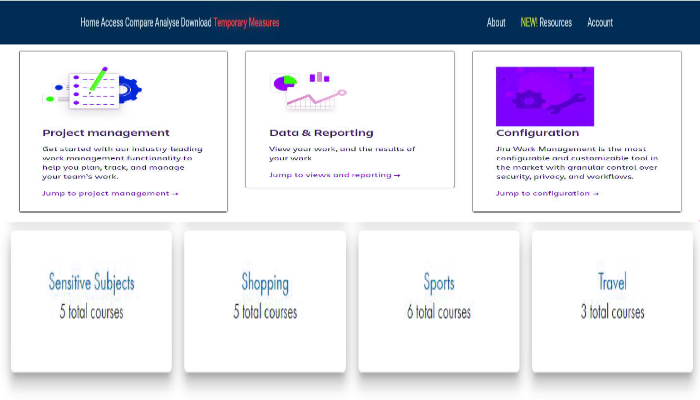 Home Access Compare Analyse Download Temporary Measures About NEW! Resources Account
Project management
Get started with our industry-leading
work management functionality to
help you plan, track, and manage
your team's work.
Jump to project management →
Data & Reporting
View your work, and the results of
your work
Jump to views and reporting →
Configuration
Jira Work Management is the most
configurable and customizable tool in
the market with granular control over
security, privacy, and workflows.
Jump to configuration →
Sensitive Subjects
5 total courses
Shopping
5 total courses
Sports
6 total courses
Travel
3 total courses